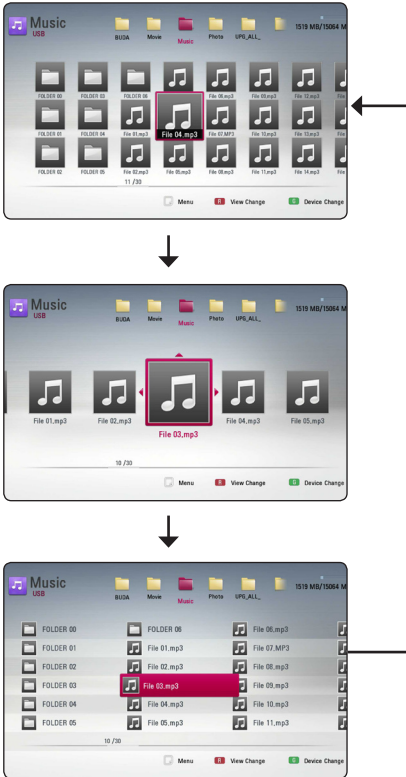 Music
USB
BUDA Movie Music Photo UPG_ALL_
1519 MB/15064 M
FOLDER 00 FOLDER 03 FOLDER 06 File 06.mp3 File 09.mp3 File 12.mp3 File
FOLDER 01 FOLDER 04 File 01.mp3 File 04.mp3 File 07.MP3 File 10.mp3 File 13.mp3 File
FOLDER 02 FOLDER 05 File 02.mp3 File 05.mp3 File 08.mp3 File 11.mp3 File 14.mp3 File
11 /30
Menu R View Change G Device Change
Music
USB
BUDA Movie Music Photo UPG_ALL_
1519 MB/15064 M
File 01.mp3 File 02.mp3 File 03.mp3 File 04.mp3 File 05.mp3
10 /30
Menu R View Change G Device Change
Music
USB
BUDA Movie Music Photo UPG_ALL_
1519 MB/15064 M
FOLDER 00 FOLDER 06 File 06.mp3
FOLDER 01 File 01.mp3 File 07.MP3
FOLDER 02 File 02.mp3 File 08.mp3
FOLDER 03 File 03.mp3 File 09.mp3
FOLDER 04 File 04.mp3 File 10.mp3
FOLDER 05 File 05.mp3 File 11.mp3
10 /30
Menu R View Change G Device Change